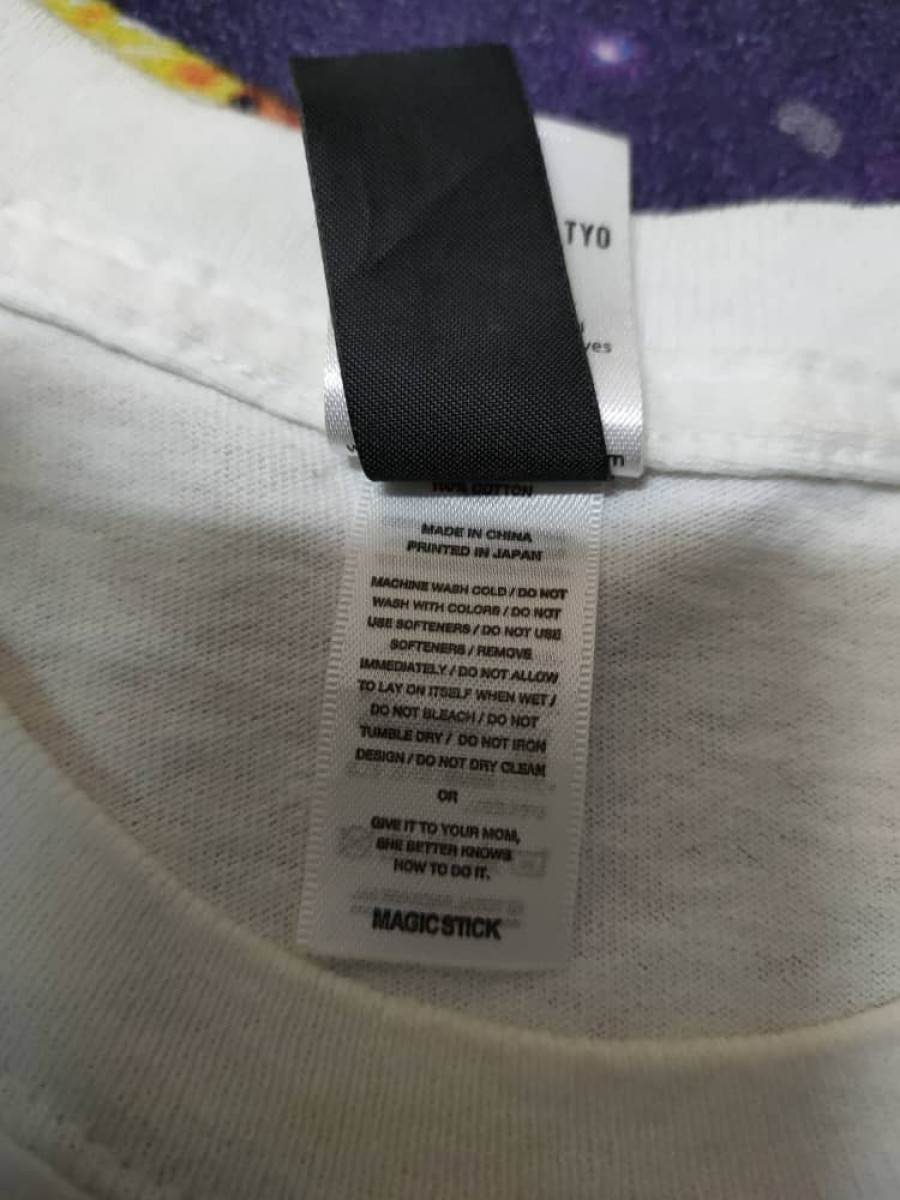 TYO
100% COTTON
MADE IN CHINA
PRINTED IN JAPAN
MACHINE WASH COLD / DO NOT
WASH WITH COLORS / DO NOT
USE SOFTENERS / DO NOT USE
SOFTENERS / REMOVE
IMMEDIATELY / DO NOT ALLOW
TO LAY ON ITSELF WHEN WET /
DO NOT BLEACH / DO NOT
TUMBLE DRY / DO NOT IRON
DESIGN / DO NOT DRY CLEAN
OR
GIVE IT TO YOUR MOM,
SHE BETTER KNOWS
HOW TO DO IT.
MAGIC STICK